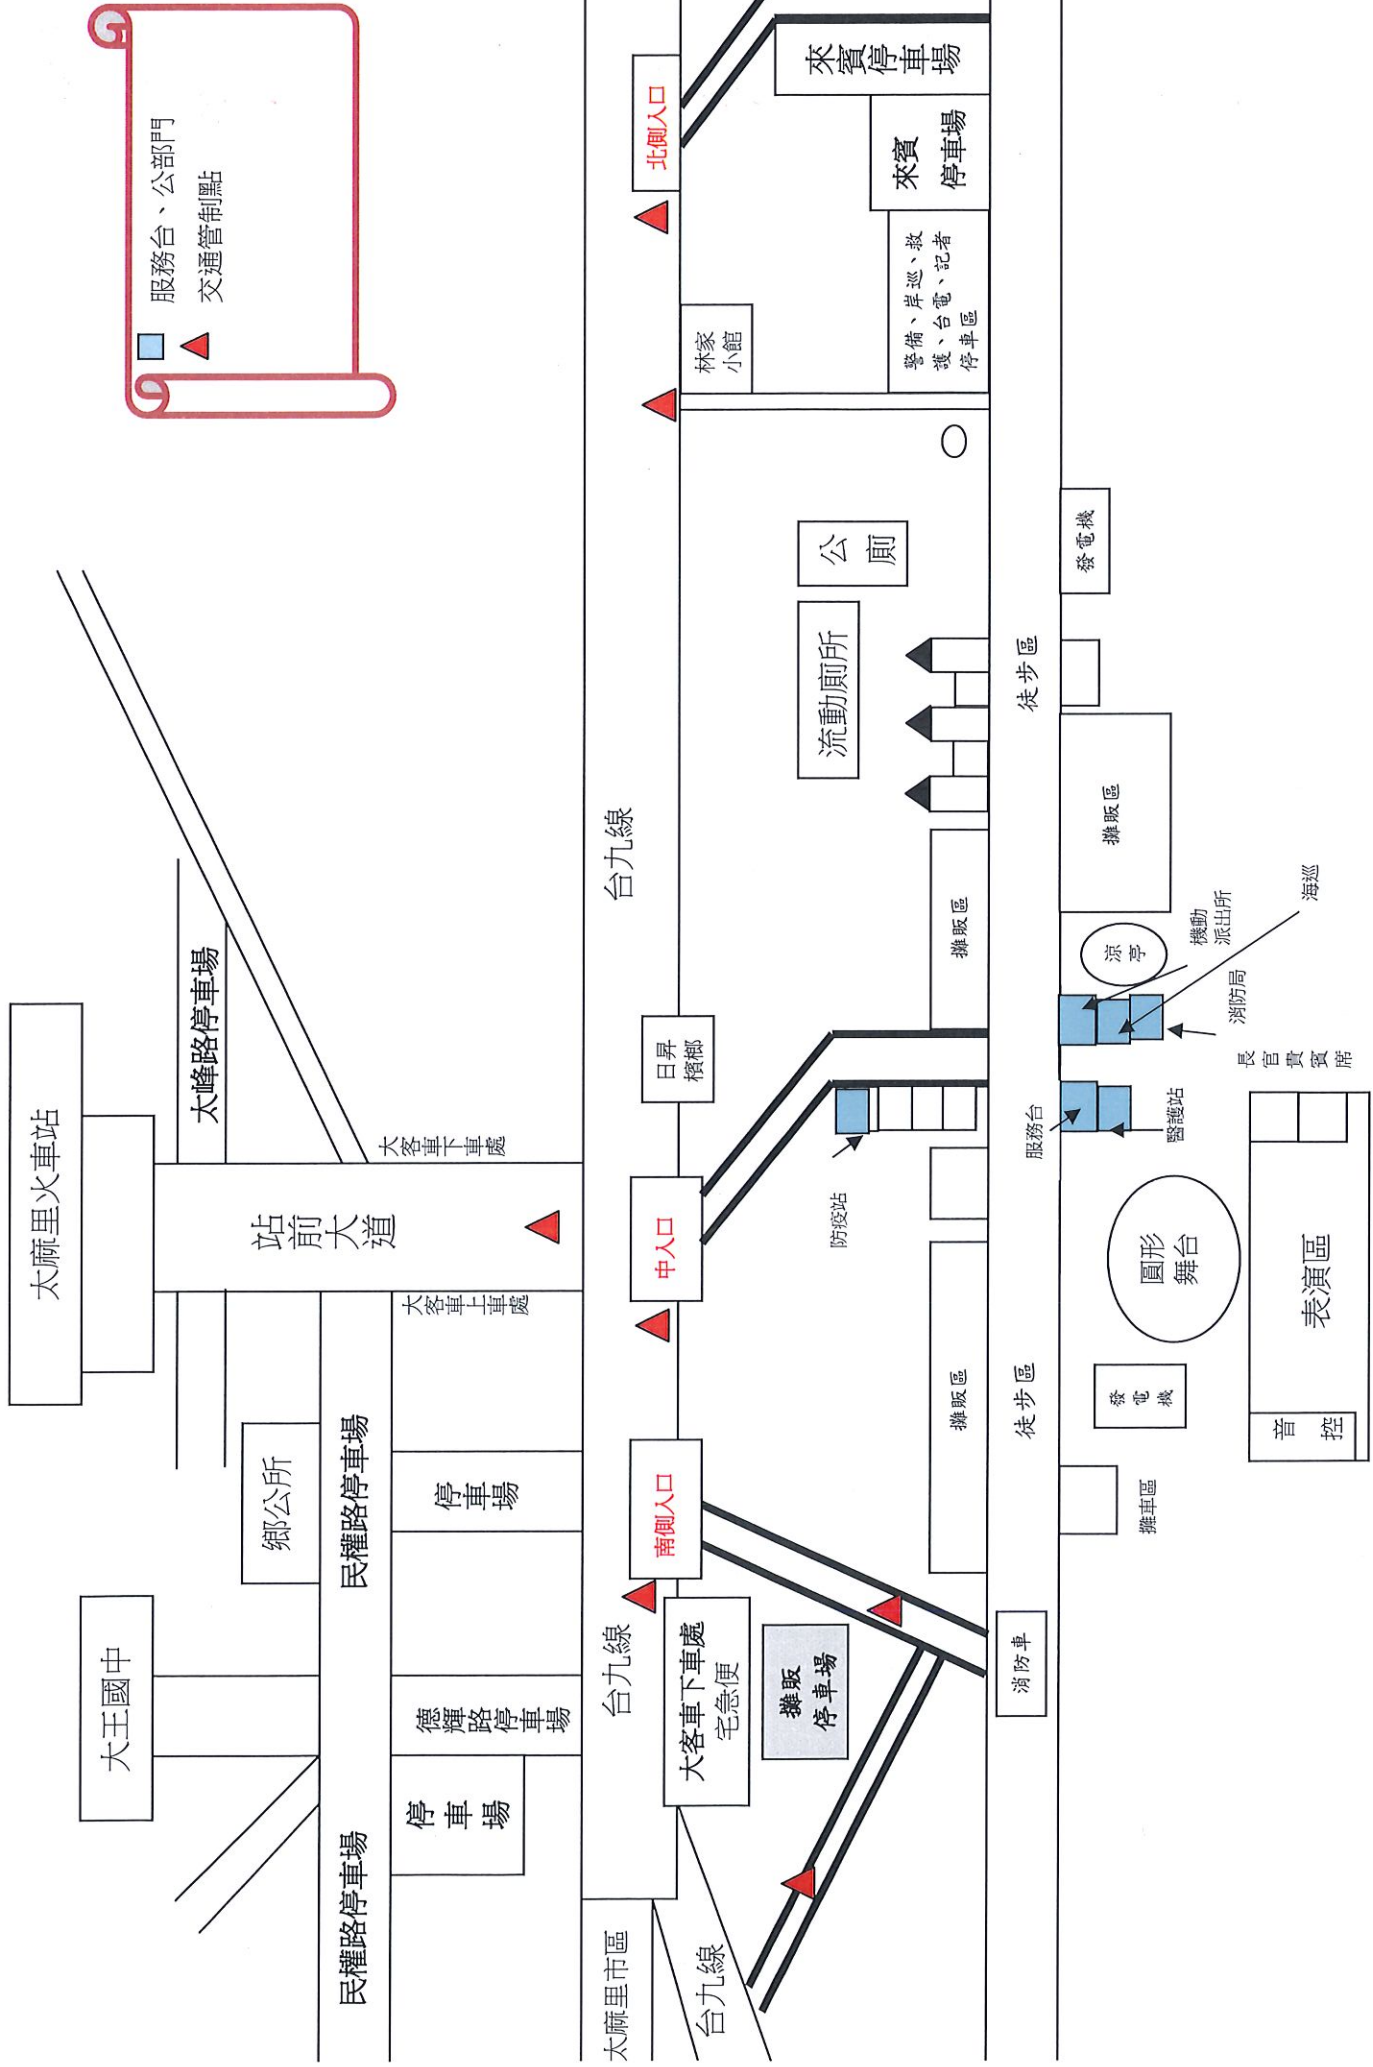 服務台、公部門
交通管制點
太麻里火車站
太峰路停車場
站前大道
大客車下車處
大客車上車處
大王國中
鄉公所
民權路停車場
民權路停車場
停車場
德輝路停車場
停車場
台九線
台九線
台九線
太麻里市區
北側入口
中入口
南側入口
林家
小館
日昇
檳榔
大客車下車處
宅急便
攤販
停車場
來賓停車場
來賓
停車場
警備、岸巡、救
護、台電、記者
停車區
公廁
流動廁所
攤販區
攤販區
防疫站
徒步區
徒步區
消防車
發電機
攤販區
涼亭
機動
派出所
海巡
消防局
服務台
醫護站
長官貴賓席
圓形
舞台
表演區
音控
發電機
攤車區